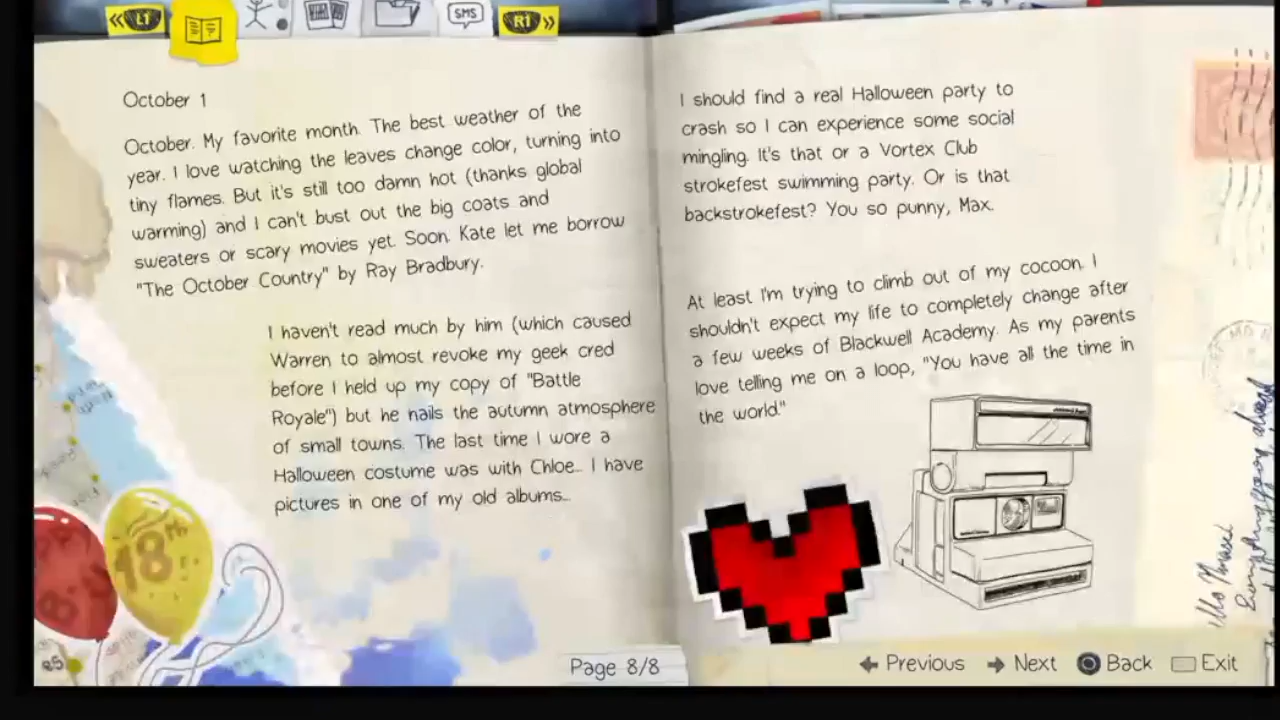 L1
SMS
R1
October 1
October. My favorite month. The best weather of the
year. I love watching the leaves change color, turning into
tiny flames. But it's still too damn hot (thanks global
warming) and I can't bust out the big coats and
sweaters or scary movies yet. Soon. Kate let me borrow
"The October Country" by Ray Bradbury.
I haven't read much by him (which caused
Warren to almost revoke my geek cred
before I held up my copy of "Battle
Royale") but he nails the autumn atmosphere
of small towns. The last time I wore a
Halloween costume was with Chloe... I have
pictures in one of my old albums...
18th
I should find a real Halloween party to
crash so I can experience some social
mingling. It's that or a Vortex Club
strokefest swimming party. Or is that
backstrokefest? You so punny, Max.
At least I'm trying to climb out of my cocoon. I
shouldn't expect my life to completely change after
a few weeks of Blackwell Academy. As my parents
love telling me on a loop, "You have all the time in
the world."
Page 8/8
Previous
Next
Back
Exit